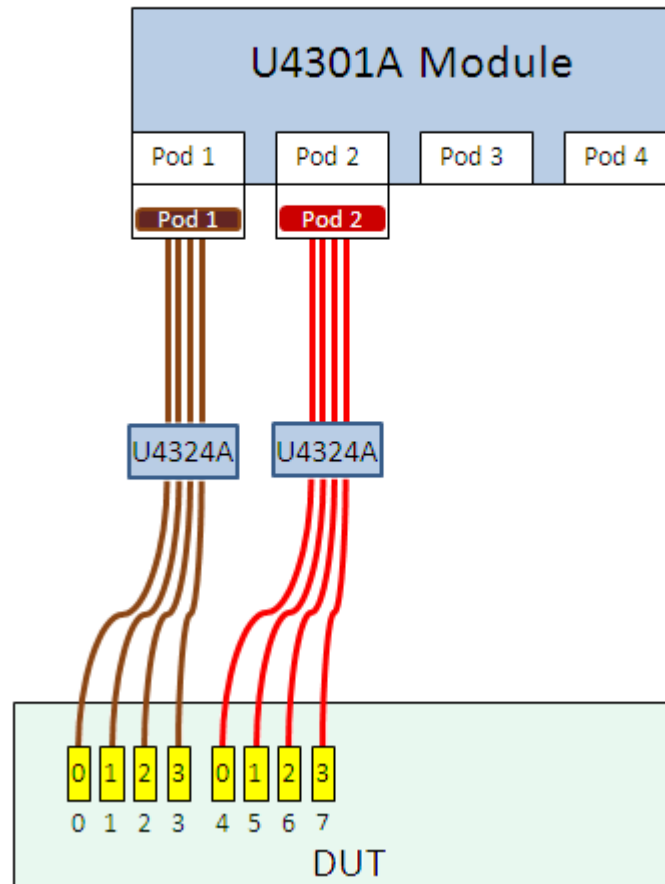 U4301A Module
Pod 1 Pod 2 Pod 3 Pod 4
Pod 1 Pod 2
U4324A U4324A
0 1 2 3 0 1 2 3
0 1 2 3 4 5 6 7
DUT